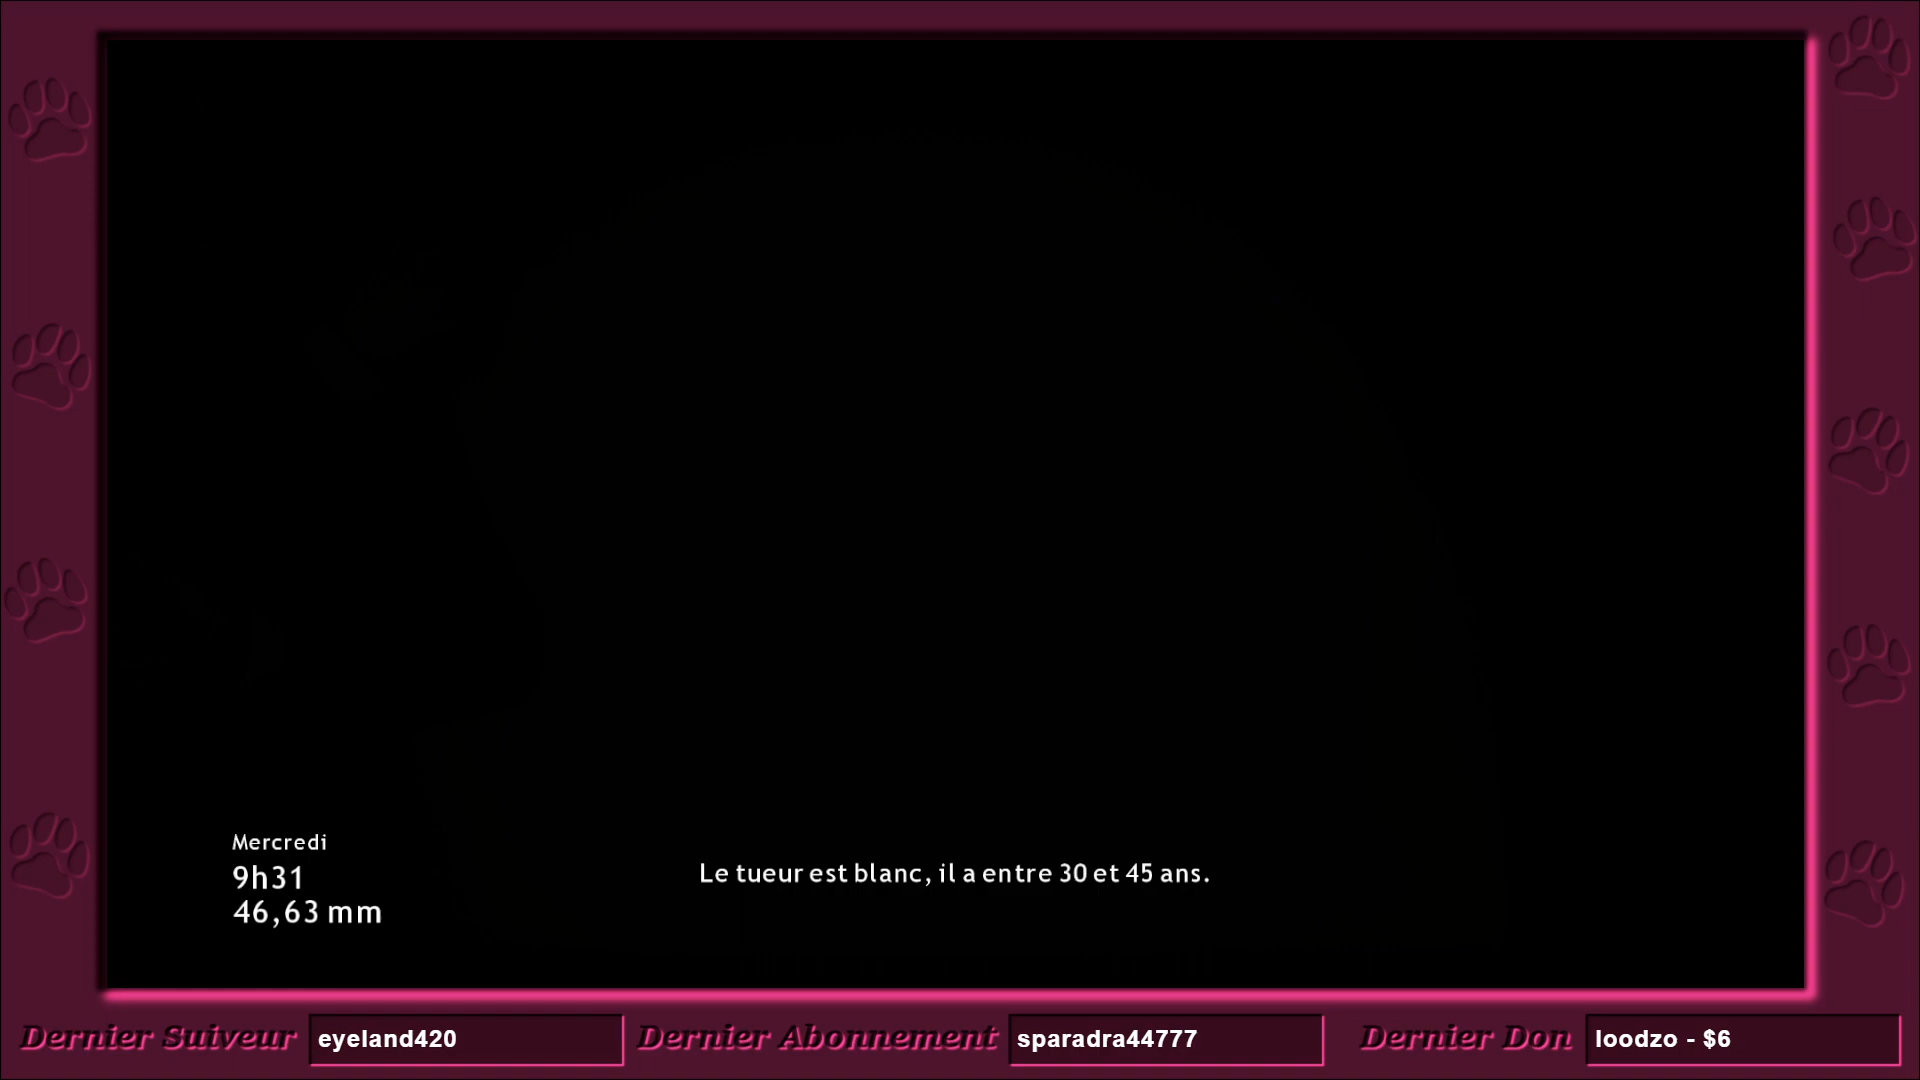 Mercredi
9h31
46,63 mm
Le tueur est blanc, il a entre 30 et 45 ans.
Dernier Suiveur eyeland420 Dernier Abonnement sparadra44777 Dernier Don loodzo - $6